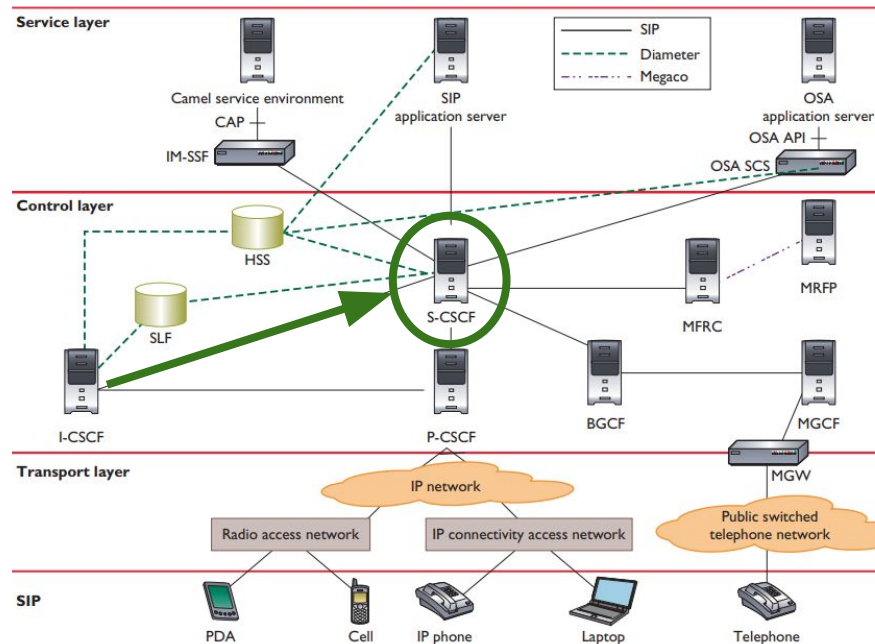 Service layer
SIP
Diameter
Megaco
Camel service environment
CAP
IM-SSF
SIP
application server
OSA
application server
OSA API
OSA SCS
Control layer
HSS
SLF
S-CSCF
MFRC
MRFP
I-CSCF
P-CSCF
BGCF
MGCF
Transport layer
IP network
MGW
Radio access network
IP connectivity access network
Public switched
telephone network
SIP
PDA
Cell
IP phone
Laptop
Telephone